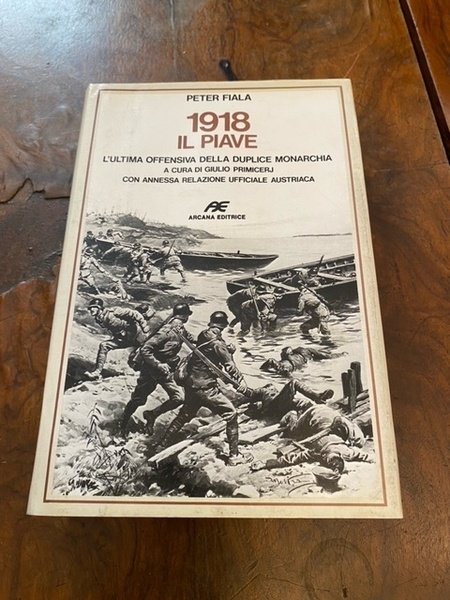 PETER FIALA
1918
IL PIAVE
L'ULTIMA OFFENSIVA DELLA DUPLICE MONARCHIA
A CURA DI GIULIO PRIMICERJ
CON ANNESSA RELAZIONE UFFICIALE AUSTRIACA
Æ
ARCANA EDITRICE